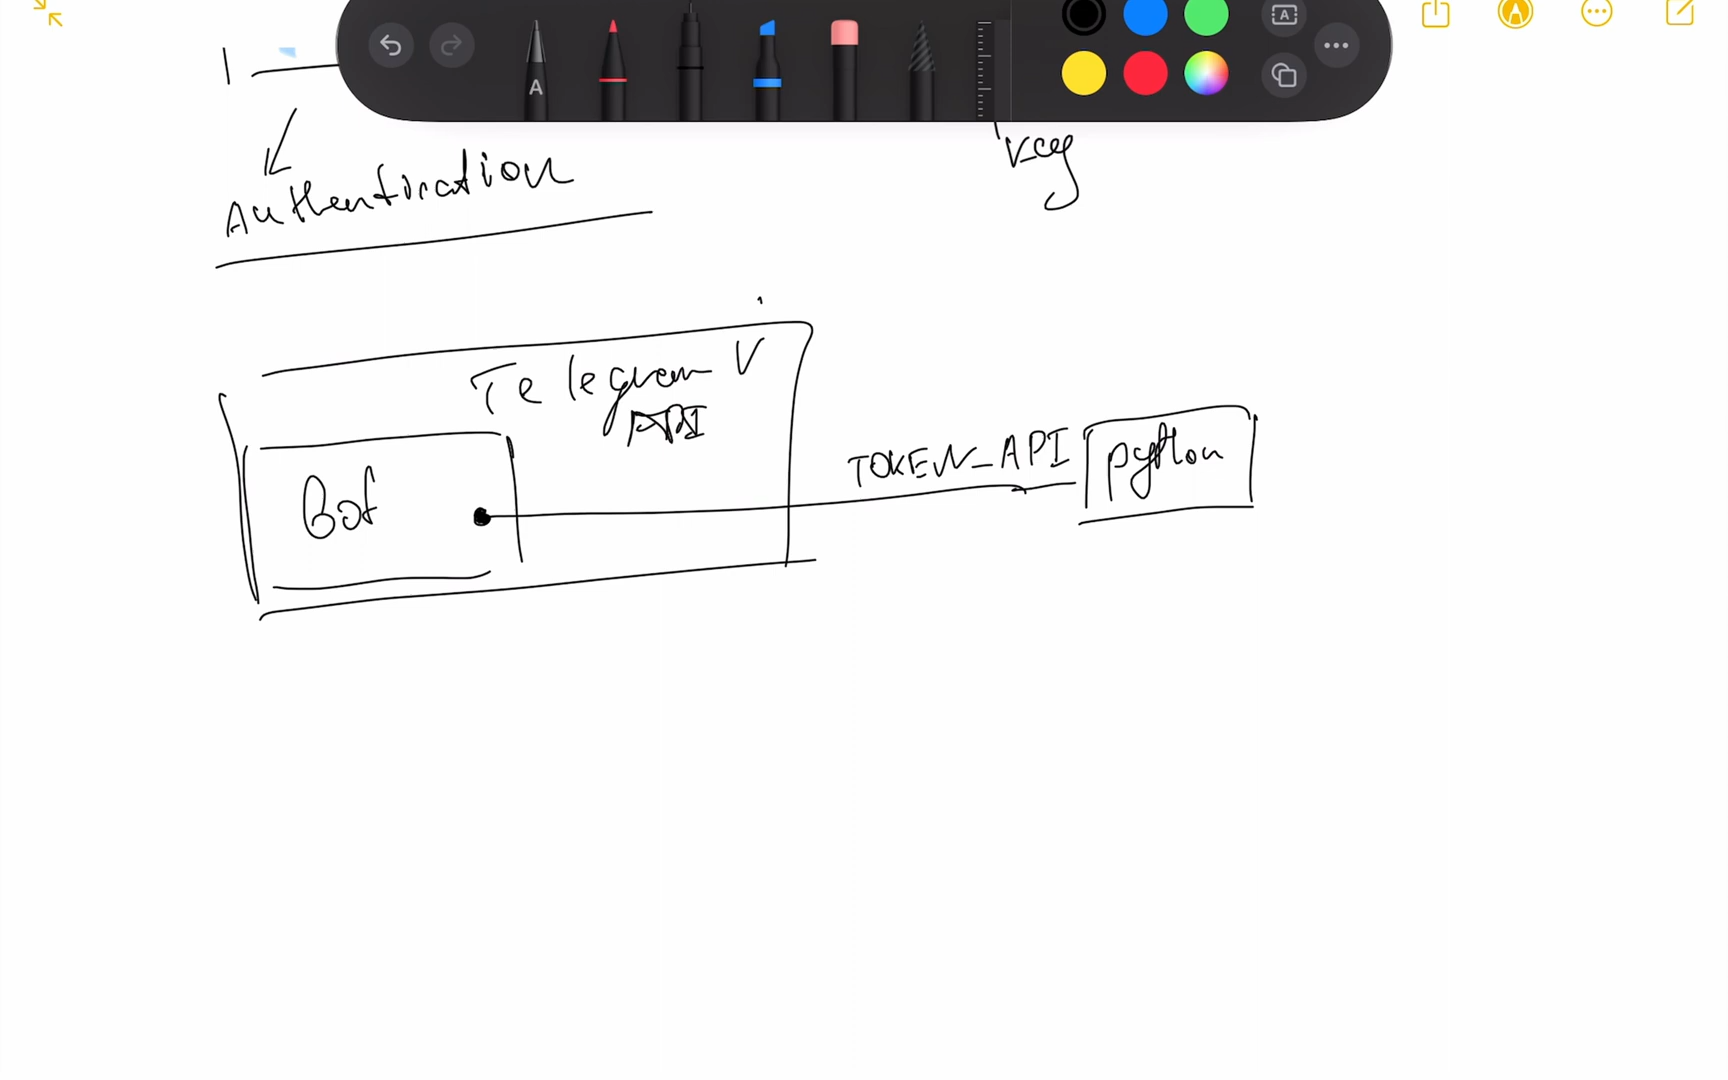 key
Authentication
Telegram
API
TOKEN_API
python
Bot